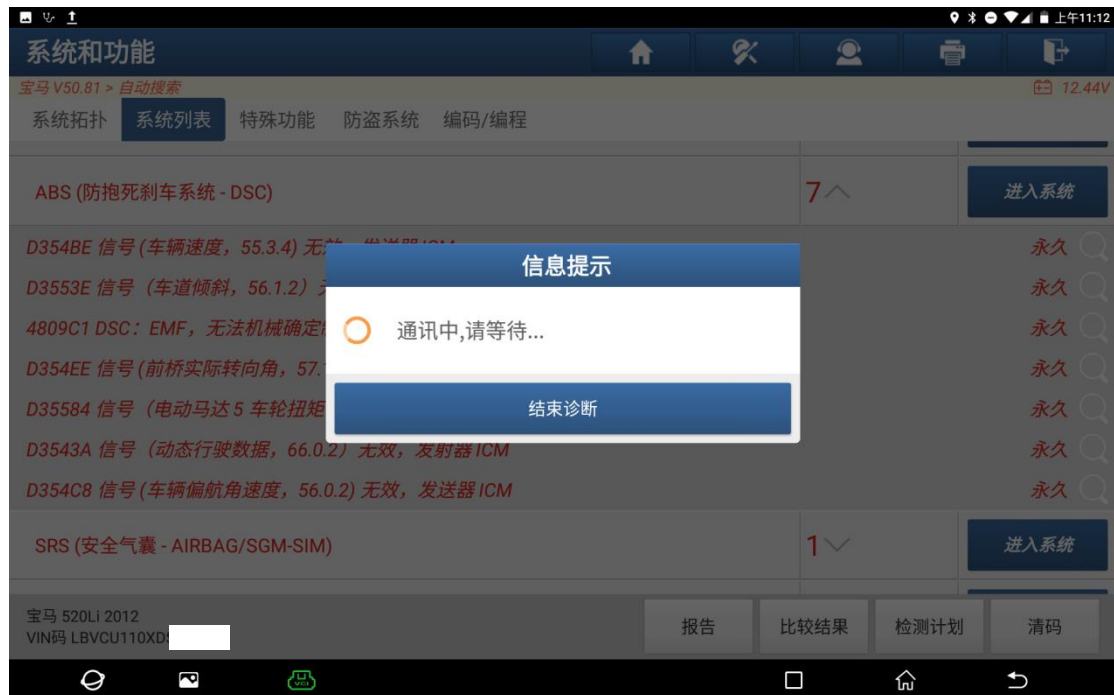 上午11:12
系统和功能
宝马 V50.81 > 自动搜索
12.44V
系统拓扑 系统列表 特殊功能 防盗系统 编码/编程
ABS (防抱死刹车系统 - DSC) 7 进入系统
D354BE 信号 (车辆速度，55.3.4) 无 永久
信息提示
D3553E 信号（车道倾斜，56.1.2） 永久
4809C1 DSC：EMF，无法机械确定 永久
通讯中,请等待...
D354EE 信号 (前桥实际转向角，57. 永久
D35584 信号（电动马达 5 车轮扭矩 永久
结束诊断
D3543A 信号（动态行驶数据，66.0.2）无效，发射器 ICM 永久
D354C8 信号 (车辆偏航角速度，56.0.2) 无效，发送器 ICM 永久
SRS (安全气囊 - AIRBAG/SGM-SIM) 1 进入系统
宝马 520Li 2012
VIN码 LBVCU110XD
报告 比较结果 检测计划 清码
VCI